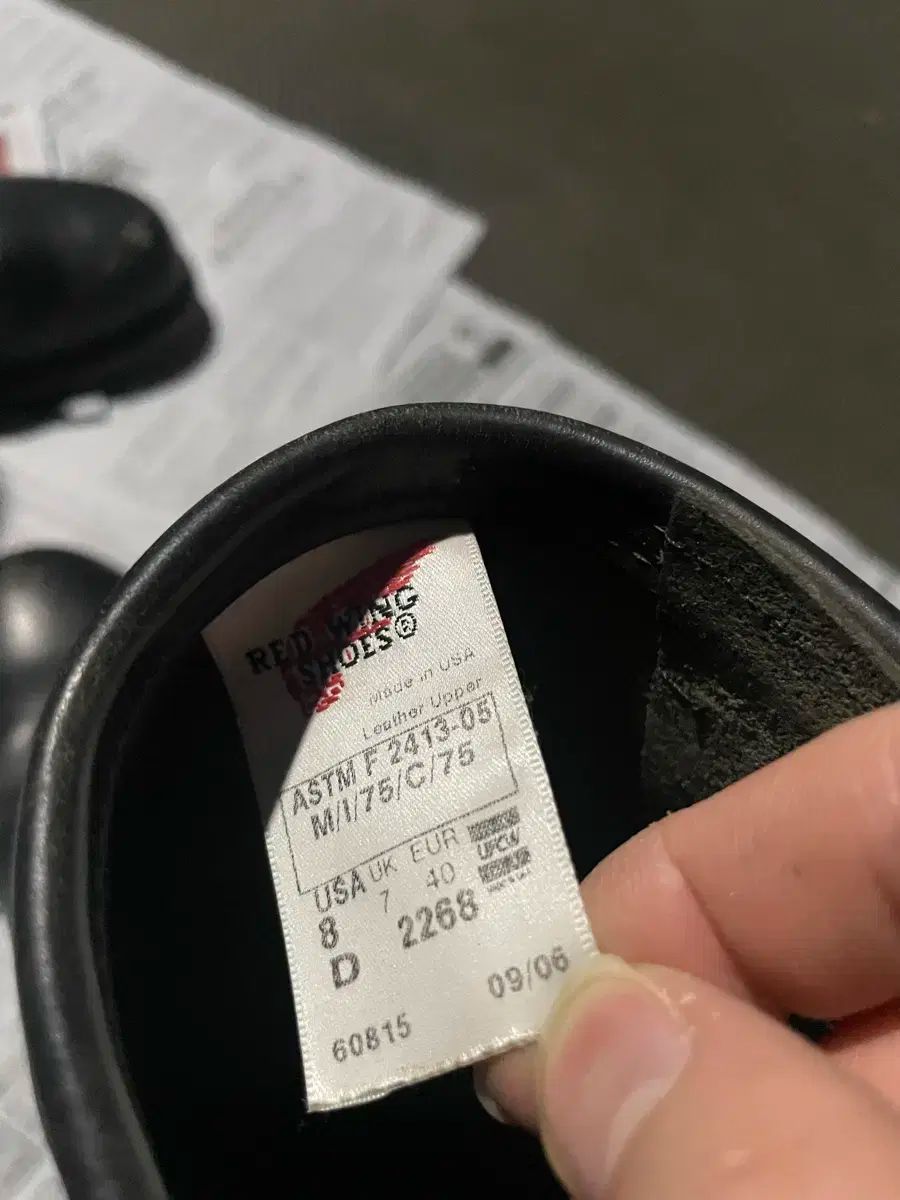 RED WING
SHOES®
Made in USA
Leather Upper
ASTM F 2413-05
M/I/75/C/75
USA UK EUR
8 7 40
D 2268
UFCW
09/06
60815